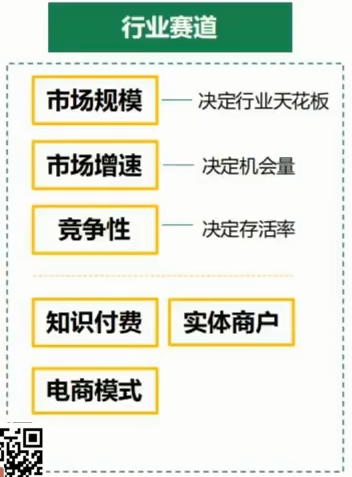 行业赛道
市场规模 决定行业天花板
市场增速 决定机会量
竞争性 决定存活率
知识付费 实体商户
电商模式